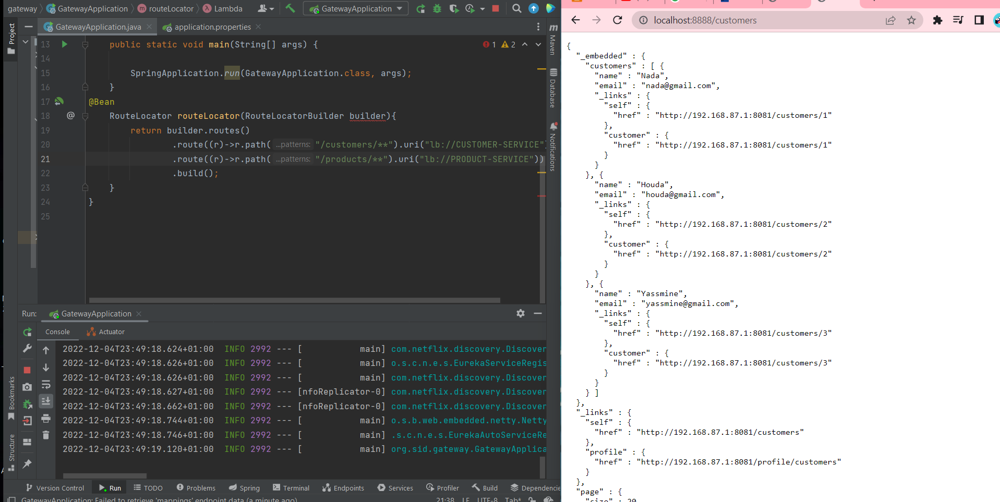 gateway GatewayApplication routeLocator Lambda GatewayApplication
Project
GatewayApplication.java application.properties
13 public static void main(String[] args) { 1 2
14
15 SpringApplication.run(GatewayApplication.class, args);
16 }
17 @Bean
18 @ RouteLocator routeLocator(RouteLocatorBuilder builder){
19 return builder.routes()
20 .route((r)->r.path( ...patterns: "/customers/**").uri("lb://CUSTOMER-SERVICE")
21 .route((r)->r.path( ...patterns: "/products/**").uri("lb://PRODUCT-SERVICE"))
22 .build();
23 }
24 }
25
m Maven
Database
Notifications
Run: GatewayApplication
Console Actuator
2022-12-04T23:49:18.624+01:00 INFO 2992 --- [ main] com.netflix.discovery.Discover
2022-12-04T23:49:18.626+01:00 INFO 2992 --- [ main] o.s.c.n.e.s.EurekaServiceRegis
2022-12-04T23:49:18.626+01:00 INFO 2992 --- [ main] com.netflix.discovery.Discover
2022-12-04T23:49:18.627+01:00 INFO 2992 --- [nfoReplicator-0] com.netflix.discovery.Discover
2022-12-04T23:49:18.662+01:00 INFO 2992 --- [nfoReplicator-0] com.netflix.discovery.Discover
2022-12-04T23:49:18.744+01:00 INFO 2992 --- [ main] o.s.b.web.embedded.netty.Netty
2022-12-04T23:49:18.746+01:00 INFO 2992 --- [ main] .s.c.n.e.s.EurekaAutoServiceRe
2022-12-04T23:49:19.120+01:00 INFO 2992 --- [ main] org.sid.gateway.GatewayApplica
Bookmarks
Structure
Version Control Run TODO Problems Spring Terminal Endpoints Services Profiler Build Dependencie
GatewayApplication: Failed to retrieve 'mappings' endpoint data (a minute ago) 21:38 LF UTF-8 Tab*
localhost:8888/customers
{
"_embedded" : {
"customers" : [ {
"name" : "Nada",
"email" : "nada@gmail.com",
"_links" : {
"self" : {
"href" : "http://192.168.87.1:8081/customers/1"
},
"customer" : {
"href" : "http://192.168.87.1:8081/customers/1"
}
}
}, {
"name" : "Houda",
"email" : "houda@gmail.com",
"_links" : {
"self" : {
"href" : "http://192.168.87.1:8081/customers/2"
},
"customer" : {
"href" : "http://192.168.87.1:8081/customers/2"
}
}
}, {
"name" : "Yassmine",
"email" : "yassmine@gmail.com",
"_links" : {
"self" : {
"href" : "http://192.168.87.1:8081/customers/3"
},
"customer" : {
"href" : "http://192.168.87.1:8081/customers/3"
}
}
} ]
},
"_links" : {
"self" : {
"href" : "http://192.168.87.1:8081/customers"
},
"profile" : {
"href" : "http://192.168.87.1:8081/profile/customers"
}
},
"page" : {
"size" : 20